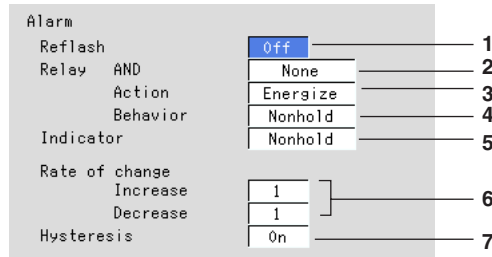 Alarm
Reflash Off 1
Relay AND None 2
Action Energize 3
Behavior Nonhold 4
Indicator Nonhold 5
Rate of change
Increase 1 6
Decrease 1
Hysteresis On 7